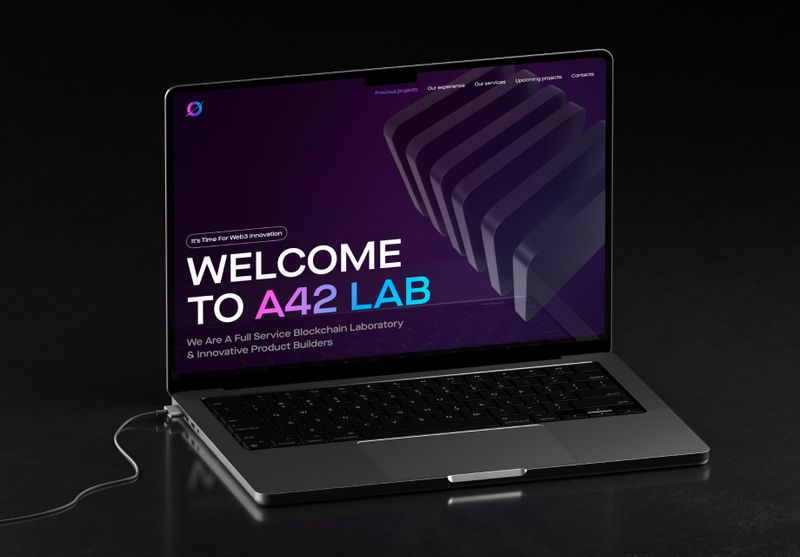 Previous projects
Our experience
Our services
Upcoming projects
Contacts
It's Time For Web3 Innovation
WELCOME
TO A42 LAB
We Are A Full Service Blockchain Laboratory
& Innovative Product Builders